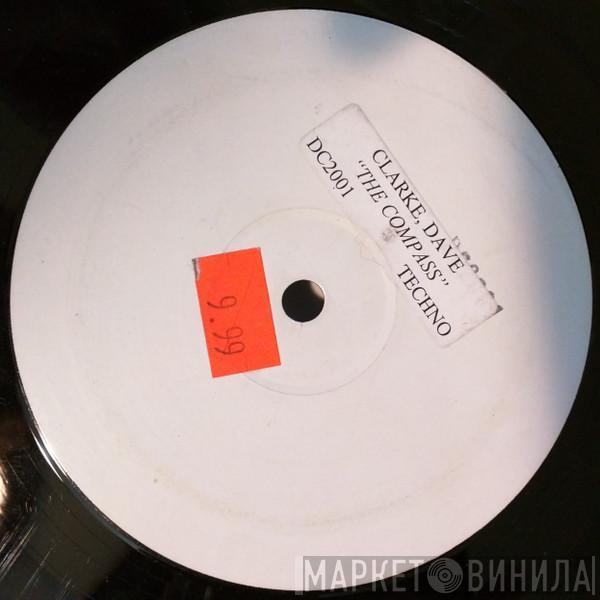 CLARKE, DAVE
"THE COMPASS"
DC2001 TECHNO
9.99
МАРКЕТ ВИНИЛА